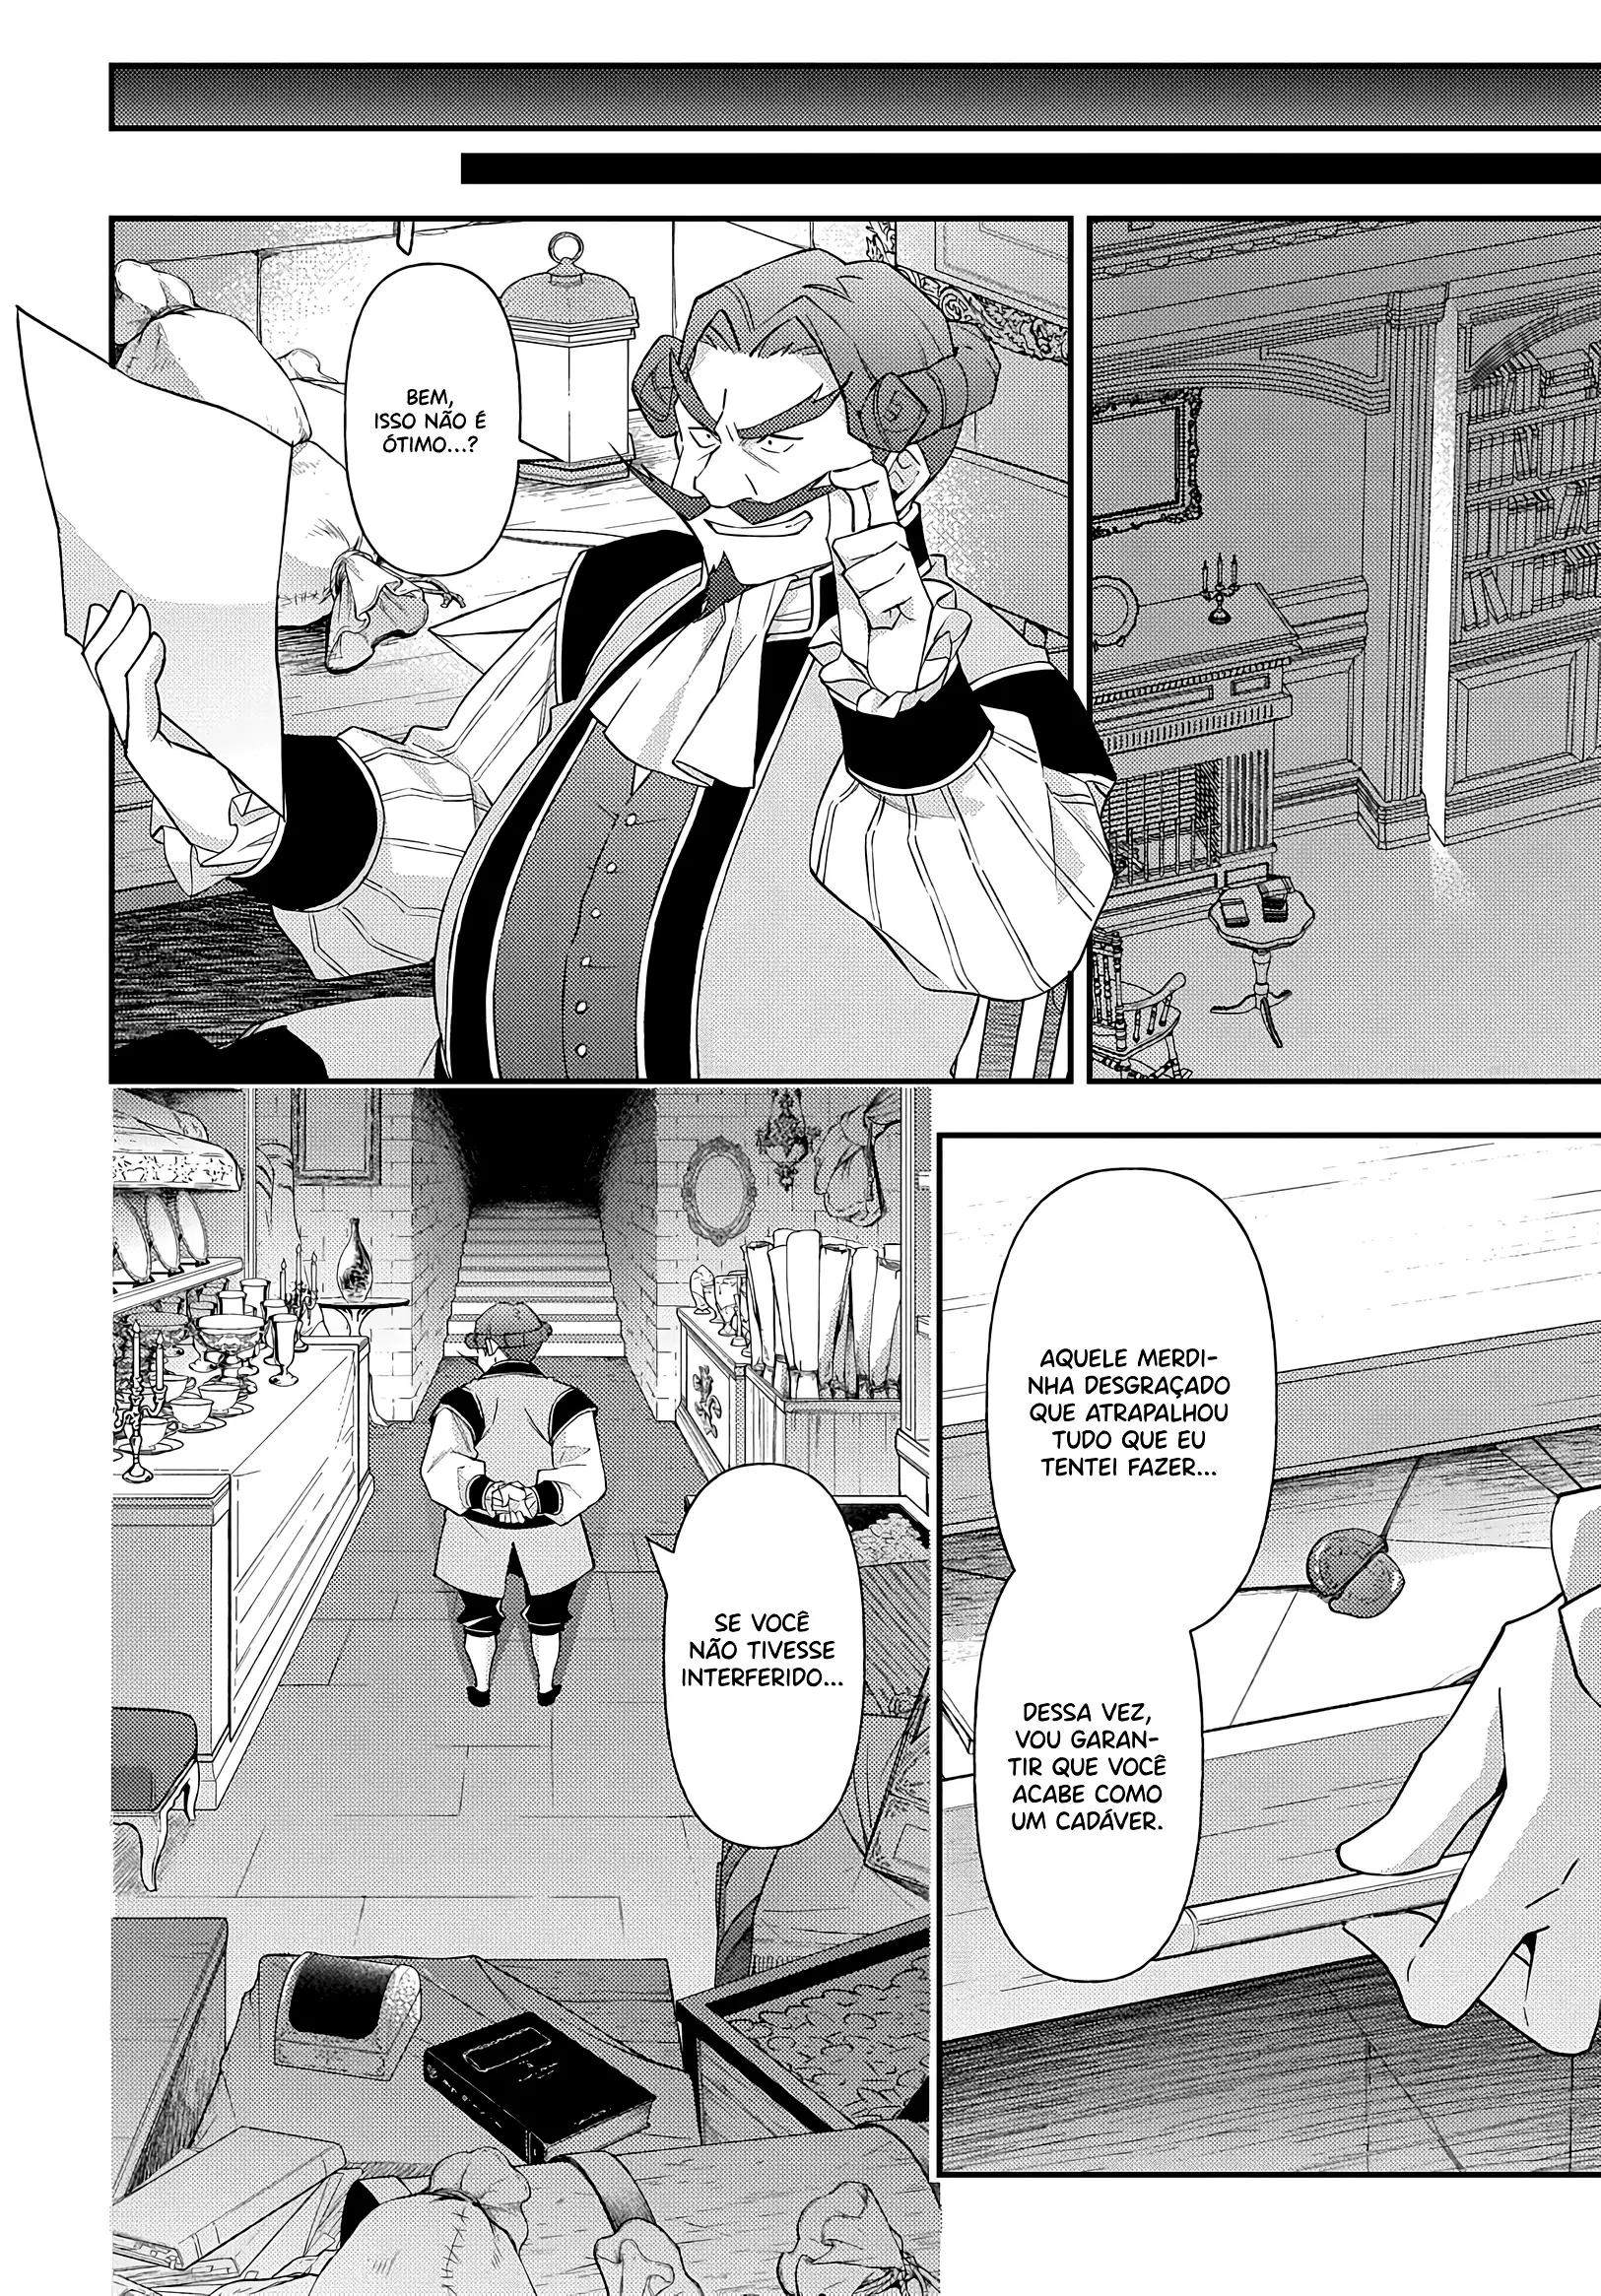 BEM,
ISSO NÃO É
ÓTIMO...?
AQUELE MERDI-
NHA DESGRAÇADO
QUE ATRAPALHOU
TUDO QUE EU
TENTEI FAZER...
DESSA VEZ,
VOU GARAN-
TIR QUE VOCÊ
ACABE COMO
UM CADÁVER.
SE VOCÊ
NÃO TIVESSE
INTERFERIDO...